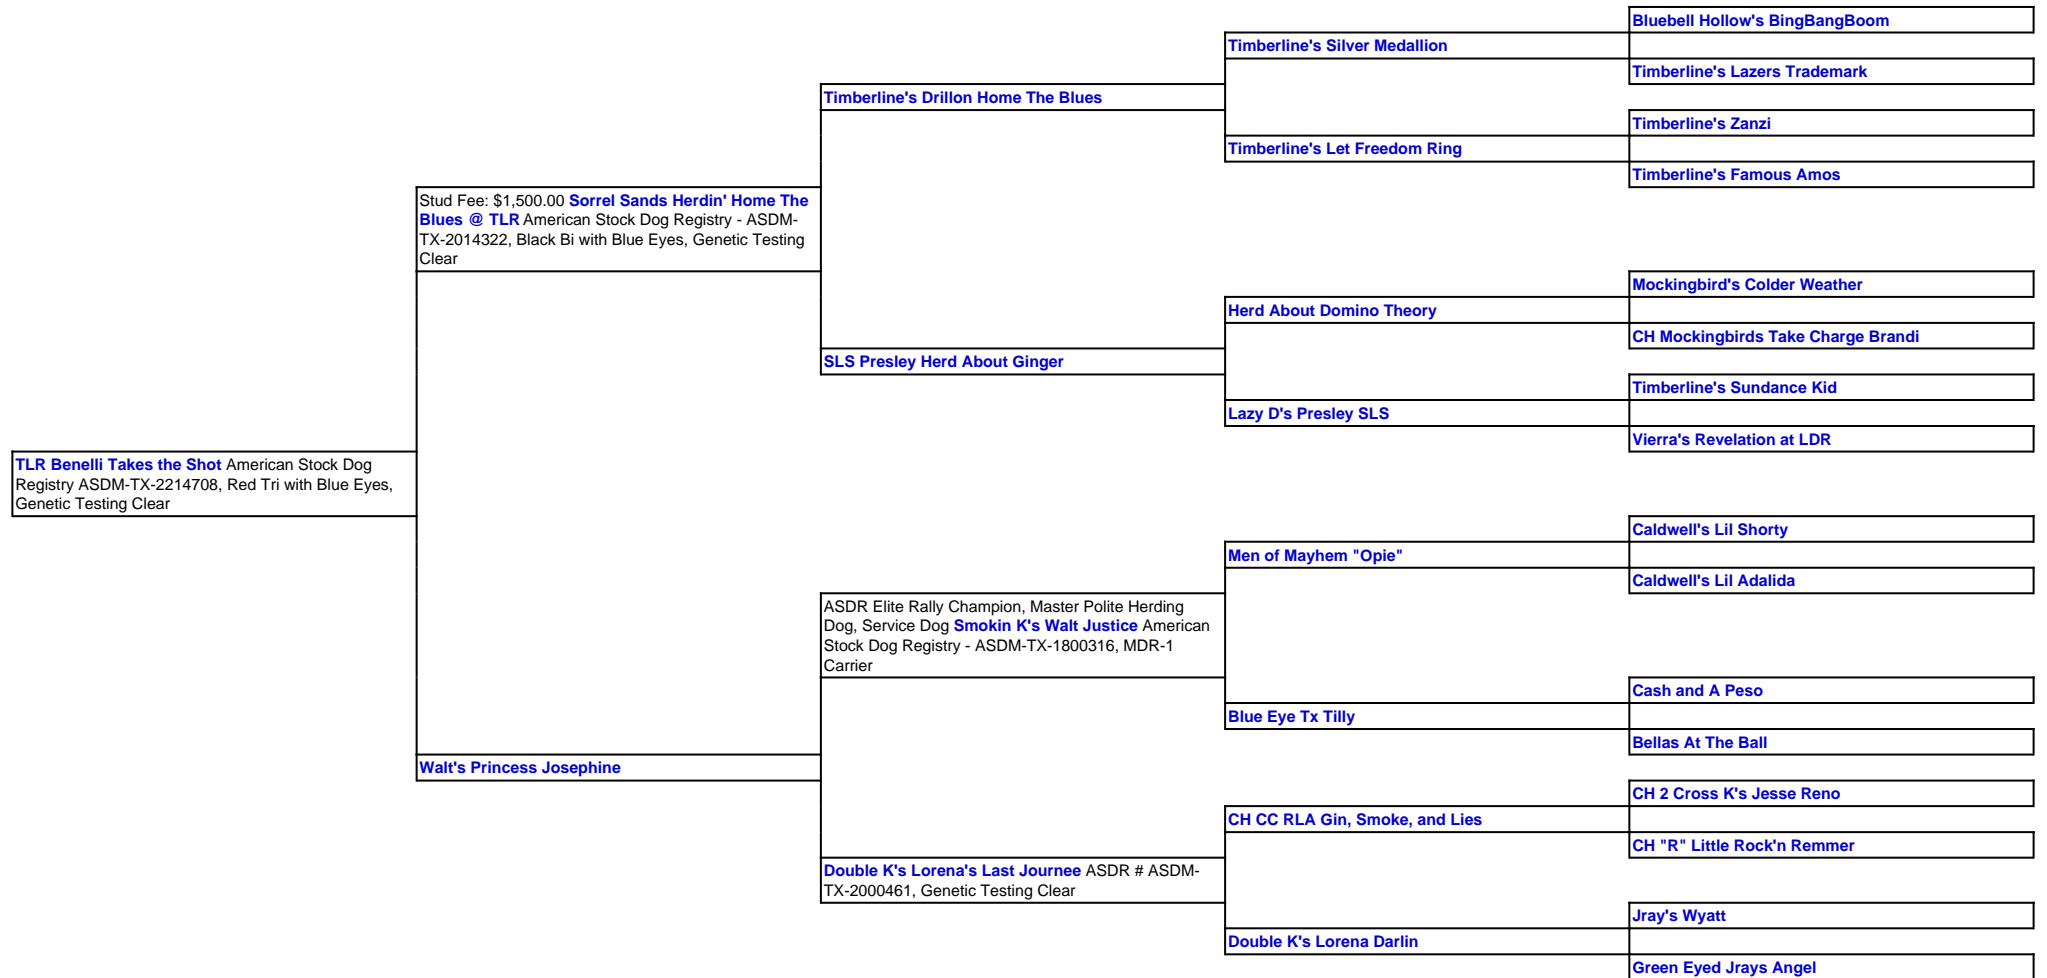 Bluebell Hollow's BingBangBoom
Timberline's Silver Medallion
Timberline's Lazers Trademark
Timberline's Drillon Home The Blues
Timberline's Zanzi
Timberline's Let Freedom Ring
Timberline's Famous Amos
Stud Fee: $1,500.00 Sorrel Sands Herdin' Home The
Blues @ TLR American Stock Dog Registry - ASDM-
TX-2014322, Black Bi with Blue Eyes, Genetic Testing
Clear
Mockingbird's Colder Weather
Herd About Domino Theory
CH Mockingbirds Take Charge Brandi
SLS Presley Herd About Ginger
Timberline's Sundance Kid
Lazy D's Presley SLS
Vierra's Revelation at LDR
TLR Benelli Takes the Shot American Stock Dog
Registry ASDM-TX-2214708, Red Tri with Blue Eyes,
Genetic Testing Clear
Caldwell's Lil Shorty
Men of Mayhem "Opie"
Caldwell's Lil Adalida
ASDR Elite Rally Champion, Master Polite Herding
Dog, Service Dog Smokin K's Walt Justice American
Stock Dog Registry - ASDM-TX-1800316, MDR-1
Carrier
Cash and A Peso
Blue Eye Tx Tilly
Bellas At The Ball
Walt's Princess Josephine
CH 2 Cross K's Jesse Reno
CH CC RLA Gin, Smoke, and Lies
CH "R" Little Rock'n Remmer
Double K's Lorena's Last Journee ASDR # ASDM-
TX-2000461, Genetic Testing Clear
Jray's Wyatt
Double K's Lorena Darlin
Green Eyed Jrays Angel